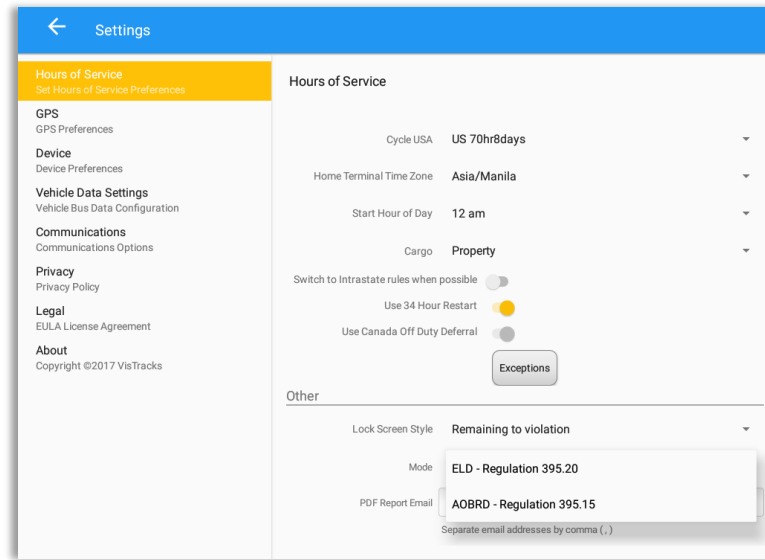 Settings
Hours of Service
Set Hours of Service Preferences
GPS
GPS Preferences
Device
Device Preferences
Vehicle Data Settings
Vehicle Bus Data Configuration
Communications
Communications Options
Privacy
Privacy Policy
Legal
EULA License Agreement
About
Copyright ©2017 VisTracks
Hours of Service
Cycle USA US 70hr8days
Home Terminal Time Zone Asia/Manila
Start Hour of Day 12 am
Cargo Property
Switch to Intrastate rules when possible
Use 34 Hour Restart
Use Canada Off Duty Deferral
Exceptions
Other
Lock Screen Style Remaining to violation
Mode ELD - Regulation 395.20
PDF Report Email AOBRD - Regulation 395.15
Separate email addresses by comma (,)